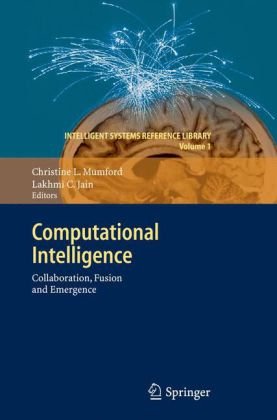 INTELLIGENT SYSTEMS REFERENCE LIBRARY
Volume 1
Christine L. Mumford
Lakhmi C. Jain
Editors
Computational
Intelligence
Collaboration, Fusion
and Emergence
Springer